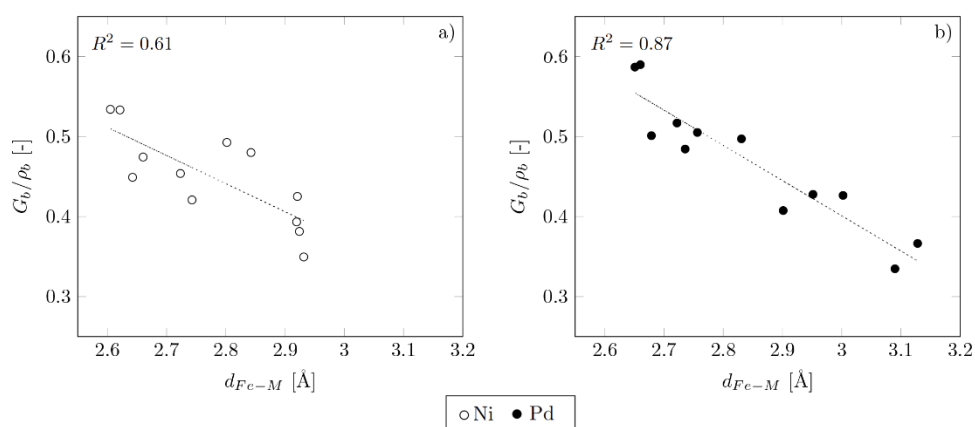 a)
R² = 0.61
0.6
0.5
0.4
0.3
G_b/ρ_b [-]
2.6 2.7 2.8 2.9 3 3.1 3.2
d_{Fe−M} [Å]
b)
R² = 0.87
0.6
0.5
0.4
0.3
G_b/ρ_b [-]
2.6 2.7 2.8 2.9 3 3.1 3.2
d_{Fe−M} [Å]
Ni Pd